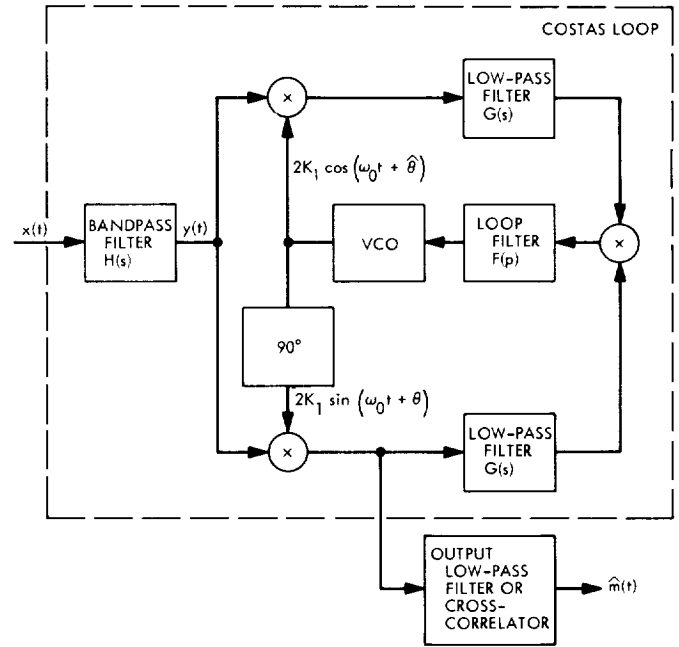 COSTAS LOOP
LOW-PASS
FILTER
G(s)
×
2K₁ cos (ω₀t + θ̂)
x(t)
BANDPASS
FILTER
H(s)
y(t)
VCO
LOOP
FILTER
F(p)
×
90°
2K₁ sin (ω₀t + θ)
×
LOW-PASS
FILTER
G(s)
OUTPUT
LOW-PASS
FILTER OR
CROSS-
CORRELATOR
m̂(t)